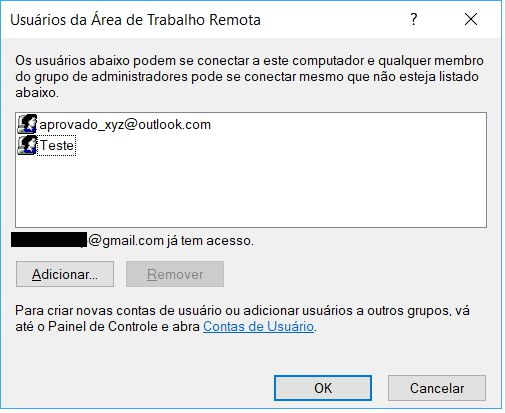 Usuários da Área de Trabalho Remota
?
Os usuários abaixo podem se conectar a este computador e qualquer membro
do grupo de administradores pode se conectar mesmo que não esteja listado
abaixo.
aprovado_xyz@outlook.com
Teste
@gmail.com já tem acesso.
Adicionar... Remover
Para criar novas contas de usuário ou adicionar usuários a outros grupos, vá
até o Painel de Controle e abra Contas de Usuário.
OK Cancelar